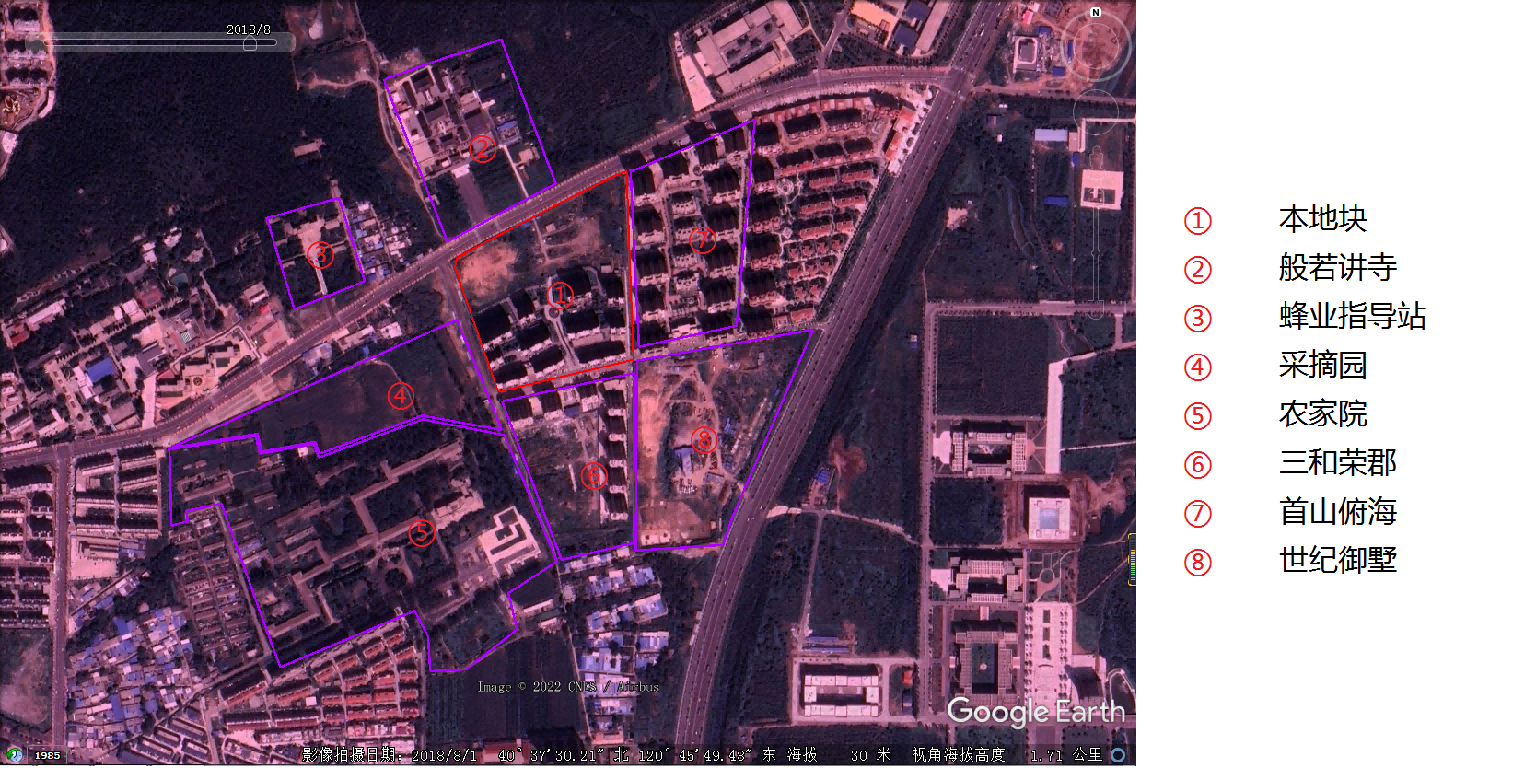 2013/8
N
②
⑦
③
①
④
⑧
⑥
⑤
Image © 2022 CNES / Airbus
Google Earth
1985
影像拍摄日期: 2018/8/1 40°37'30.21" 北 120°45'49.43" 东 海拔 30 米 视角海拔高度 1.71 公里
① 本地块
② 般若讲寺
③ 蜂业指导站
④ 采摘园
⑤ 农家院
⑥ 三和荣郡
⑦ 首山俯海
⑧ 世纪御墅